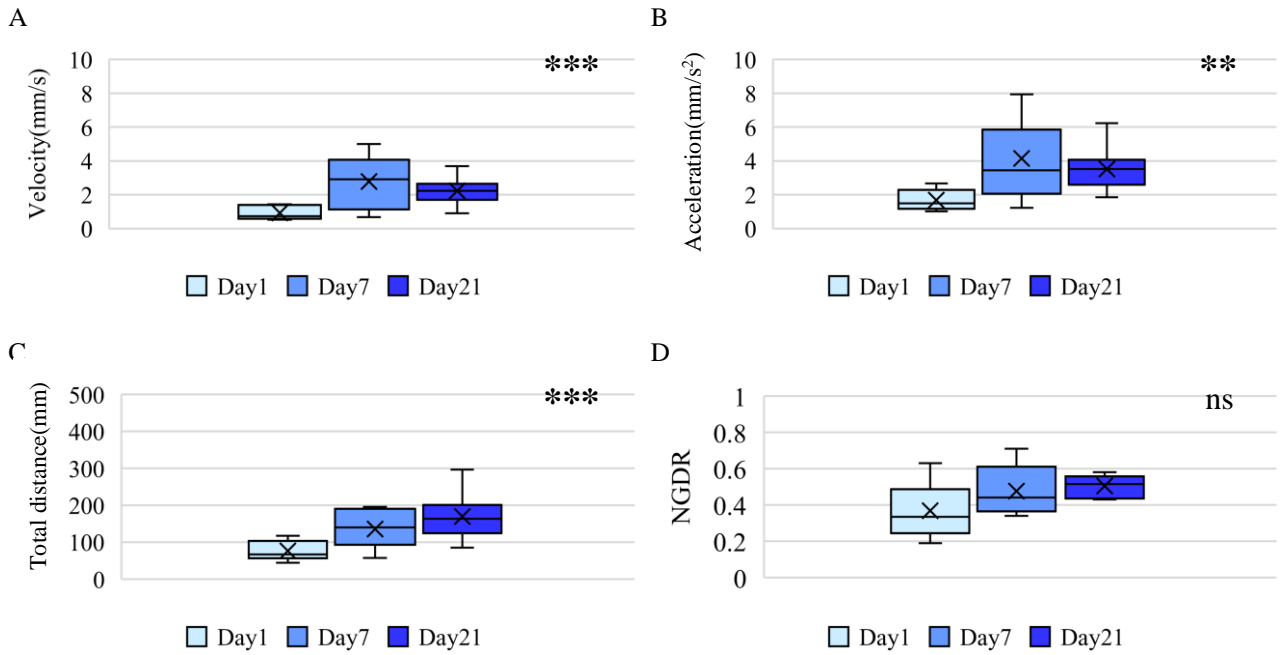 A
Velocity(mm/s)
10
8
6
4
2
0
***
Day1 Day7 Day21
B
Acceleration(mm/s²)
10
8
6
4
2
0
**
Day1 Day7 Day21
C
Total distance(mm)
500
400
300
200
100
0
***
Day1 Day7 Day21
D
NGDR
1
0.8
0.6
0.4
0.2
0
ns
Day1 Day7 Day21